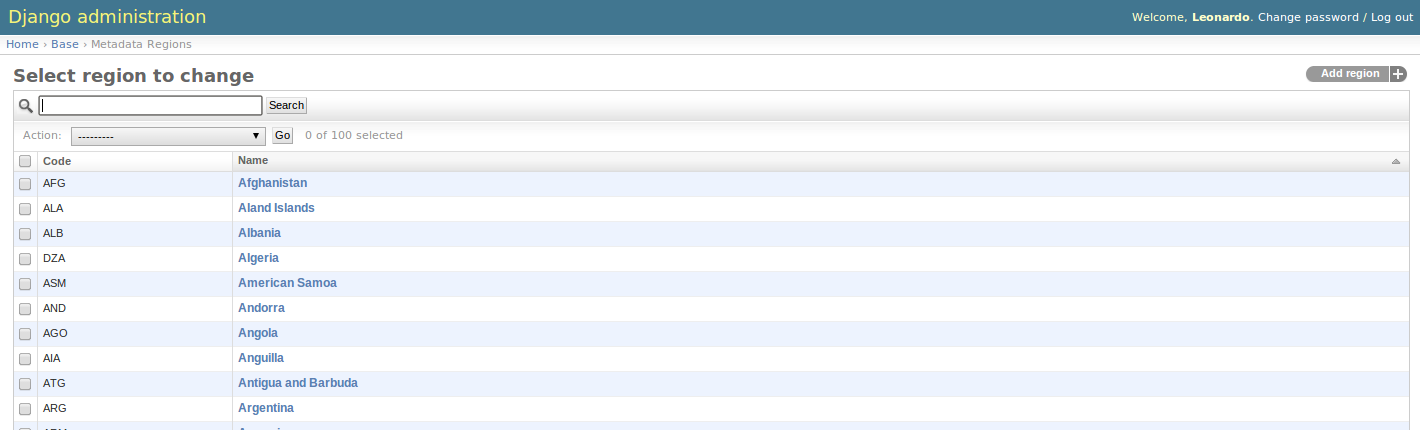 Django administration
Welcome, Leonardo. Change password / Log out
Home › Base › Metadata Regions
Select region to change
Add region +
Search
Action: --------- Go 0 of 100 selected
Code Name
AFG Afghanistan
ALA Aland Islands
ALB Albania
DZA Algeria
ASM American Samoa
AND Andorra
AGO Angola
AIA Anguilla
ATG Antigua and Barbuda
ARG Argentina